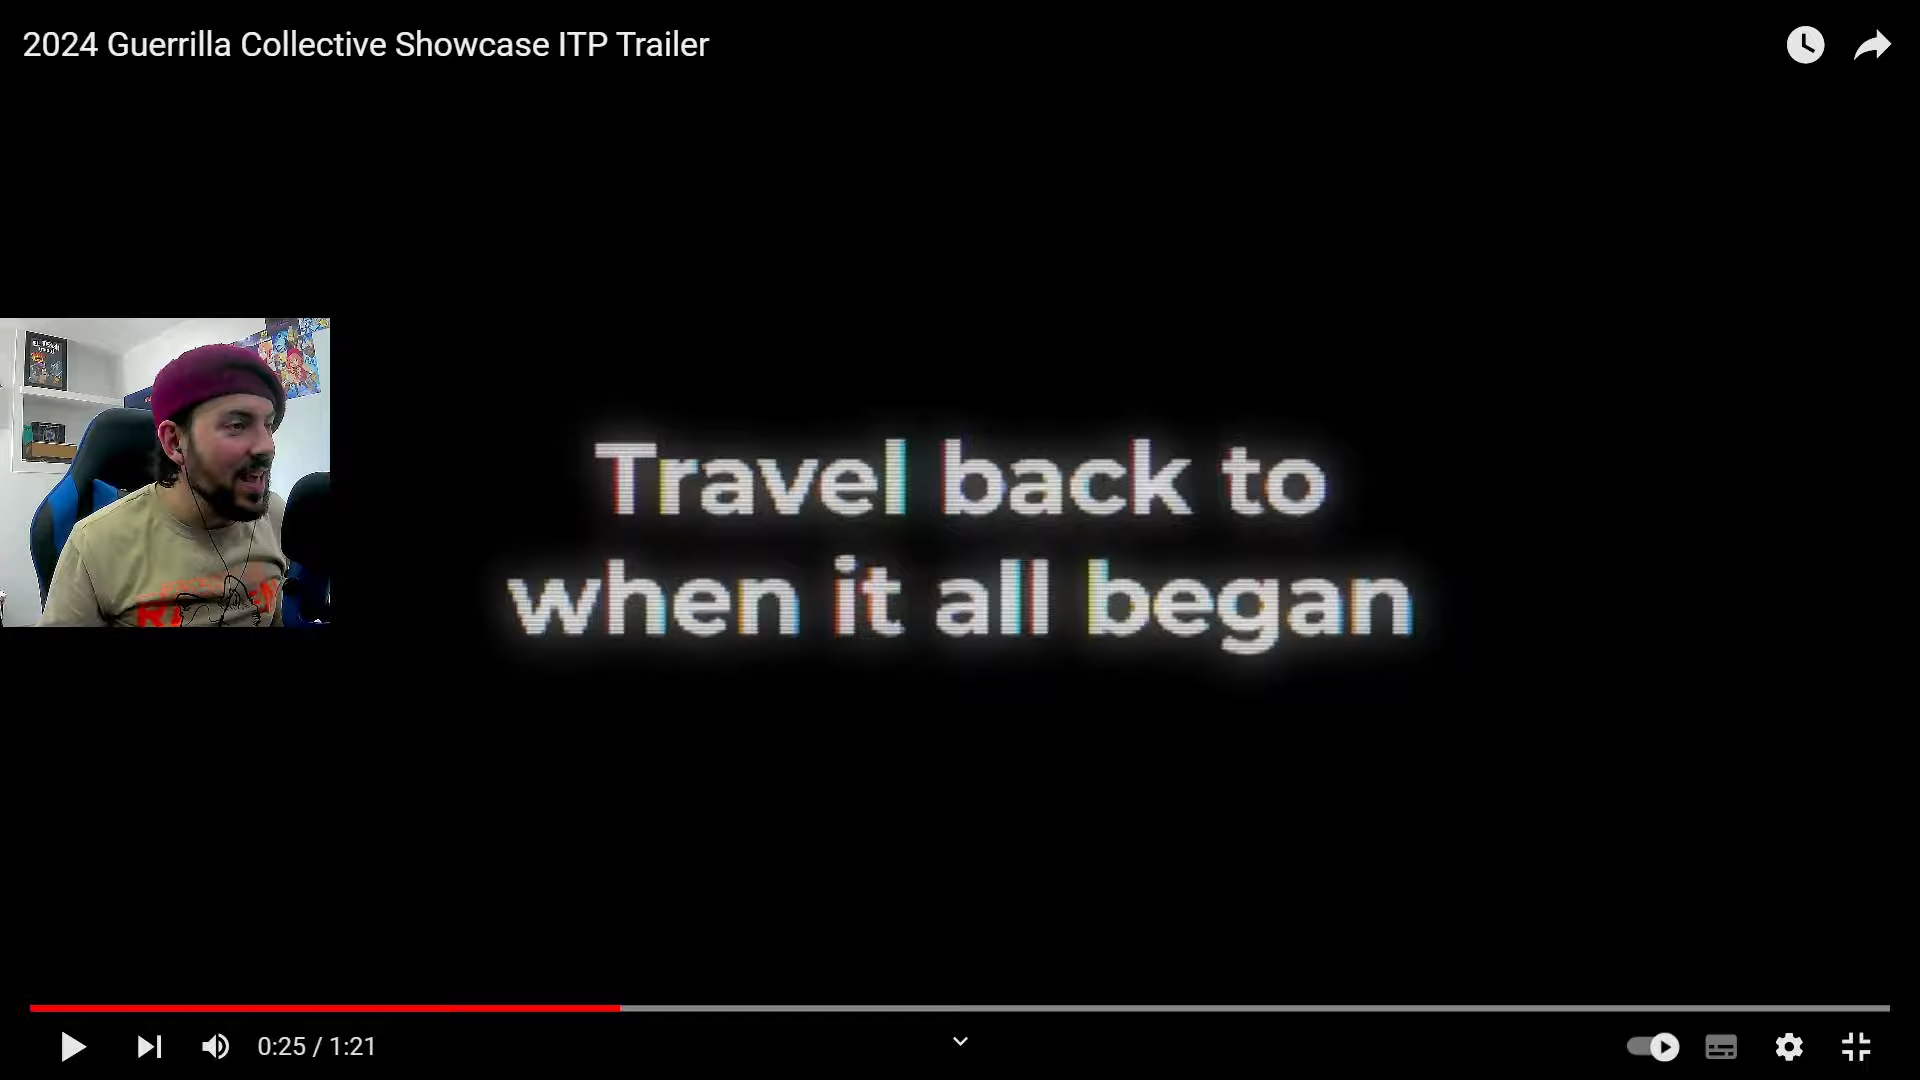 2024 Guerrilla Collective Showcase ITP Trailer
Travel back to
when it all began
0:25 / 1:21